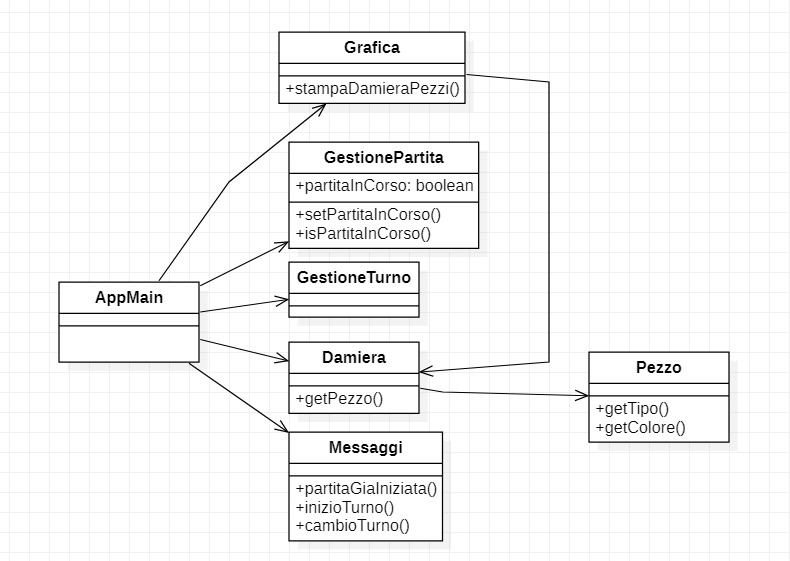 Grafica
+stampaDamieraPezzi()
GestionePartita
+partitaInCorso: boolean
+setPartitaInCorso()
+isPartitaInCorso()
AppMain
GestioneTurno
Damiera
+getPezzo()
Pezzo
+getTipo()
+getColore()
Messaggi
+partitaGiaIniziata()
+inizioTurno()
+cambioTurno()